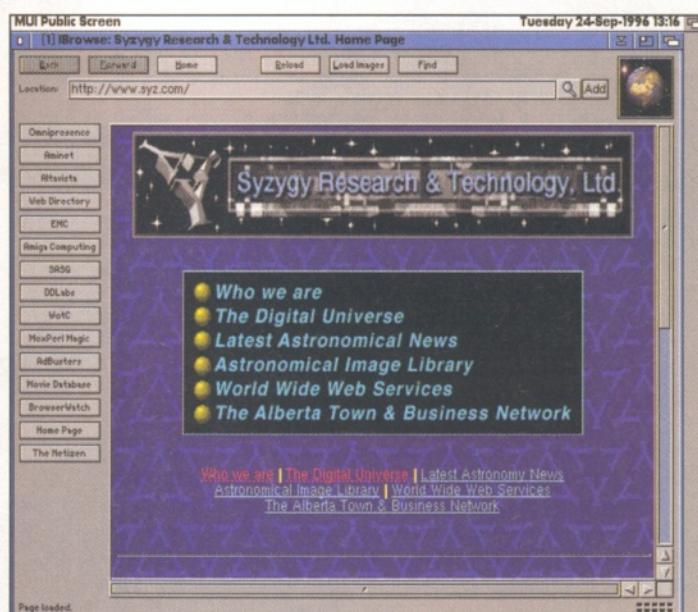 MUI Public Screen
Tuesday 24-Sep-1996 13:16
[1] IBrowse: Syzygy Research & Technology Ltd. Home Page
Back Forward Home Reload Load Images Find
Location: http://www.syz.com/ Add
Omnipresence
Aminet
Altavista
Web Directory
EMC
Amiga Computing
SASG
DDLabs
WotC
MoxPerl Magic
AdBusters
Movie Database
BrowserWatch
Home Page
The Netizen
Syzygy Research & Technology, Ltd.
Who we are
The Digital Universe
Latest Astronomical News
Astronomical Image Library
World Wide Web Services
The Alberta Town & Business Network
Who we are | The Digital Universe | Latest Astronomy News
Astronomical Image Library | World Wide Web Services
The Alberta Town & Business Network
Page loaded.